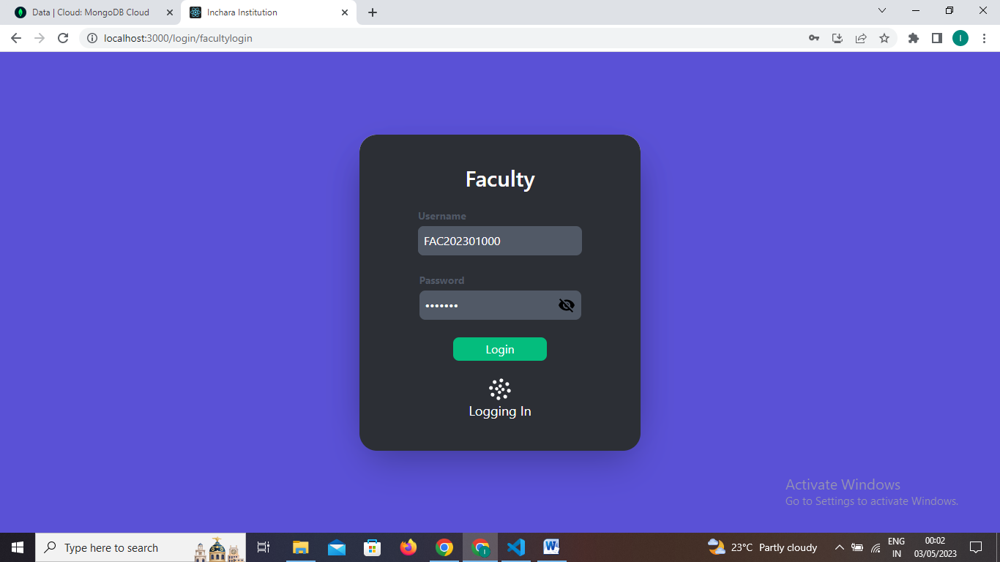 Data | Cloud: MongoDB Cloud
Inchara Institution
localhost:3000/login/facultylogin
I
Faculty
Username
FAC202301000
Password
•••••••
Login
Logging In
Activate Windows
Go to Settings to activate Windows.
Type here to search
23°C Partly cloudy
ENG
IN
00:02
03/05/2023